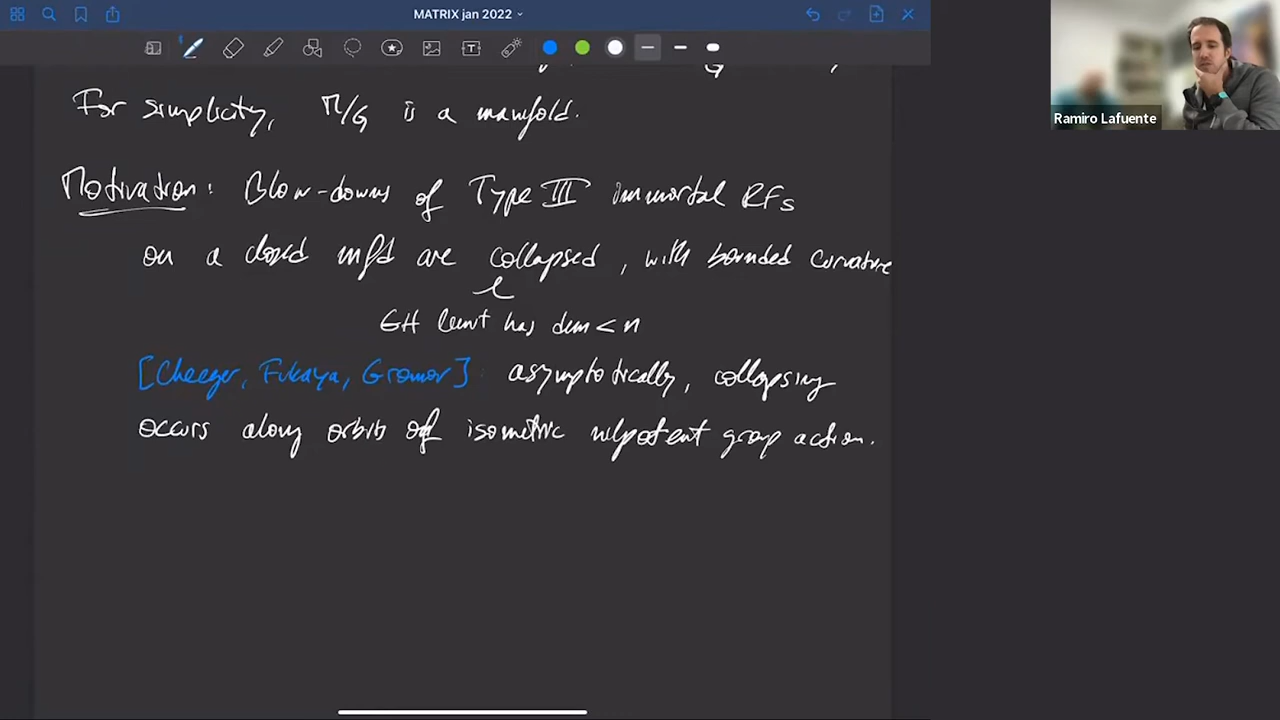 MATRIX jan 2022
Ramiro Lafuente
For simplicity, M/G is a manifold.
Motivation: Blow-downs of Type III immortal RFs
on a closed mfd are collapsed, with bounded curvature
GH limit has dim < n
[Cheeger, Fukaya, Gromov]: asymptotically, collapsing
occurs along orbits of isometric nilpotent group action.